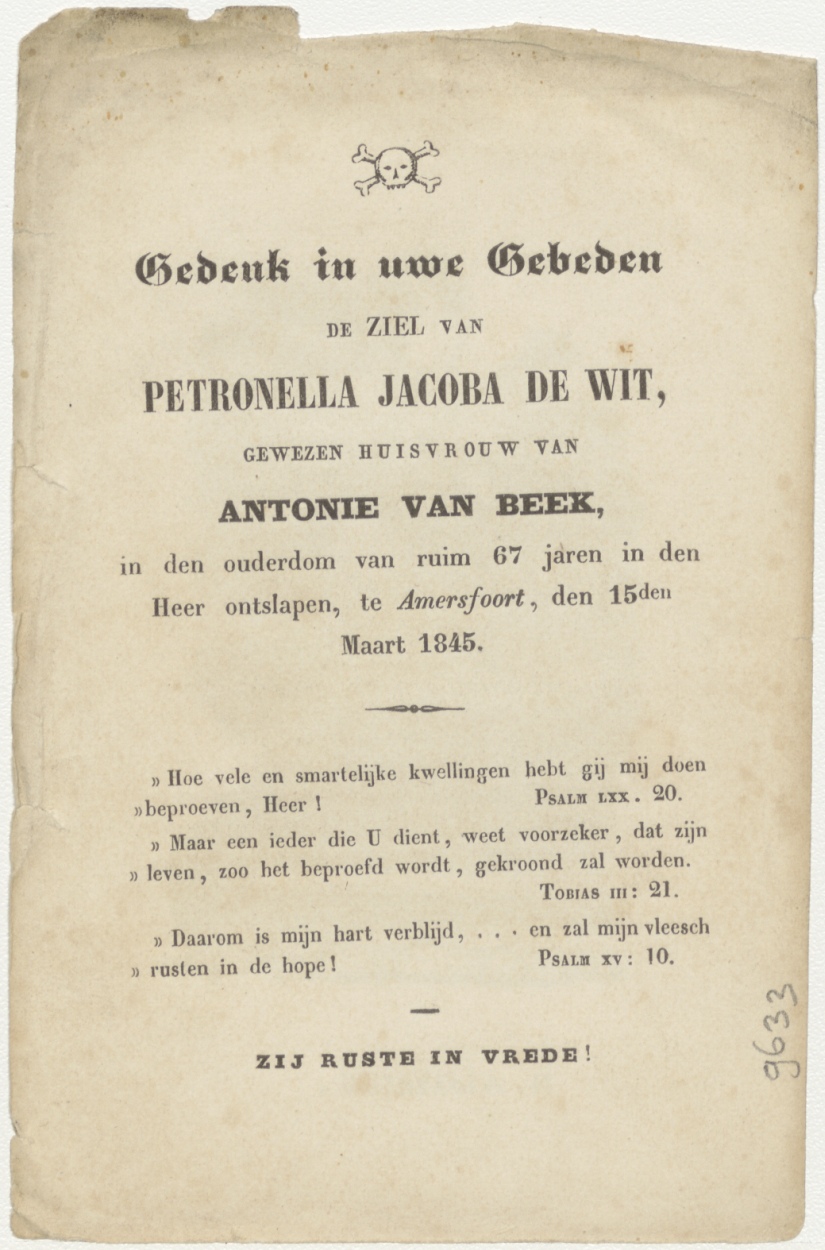 Gedenk in uwe Gebeden
DE ZIEL VAN
PETRONELLA JACOBA DE WIT,
GEWEZEN HUISVROUW VAN
ANTONIE VAN BEEK,
in den ouderdom van ruim 67 jaren in den
Heer ontslapen, te Amersfoort, den 15den
Maart 1845.
» Hoe vele en smartelijke kwellingen hebt gij mij doen
»beproeven, Heer! PSALM LXX. 20.
» Maar een ieder die U dient, weet voorzeker, dat zijn
» leven, zoo het beproefd wordt, gekroond zal worden.
TOBIAS III: 21.
» Daarom is mijn hart verblijd, . . . en zal mijn vleesch
» rusten in de hope! PSALM XV: 10.
ZIJ RUSTE IN VREDE!
9633